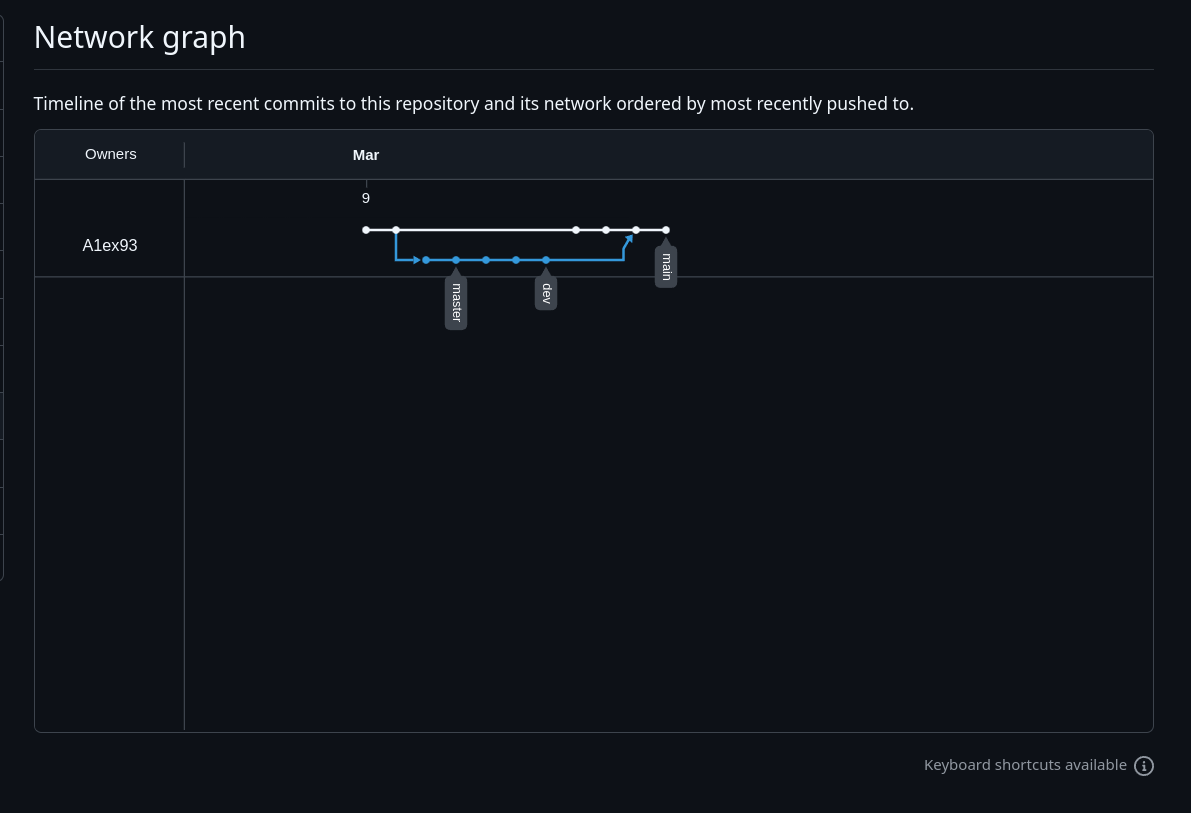 Network graph
Timeline of the most recent commits to this repository and its network ordered by most recently pushed to.
Owners
Mar
9
A1ex93
main
master
dev
Keyboard shortcuts available